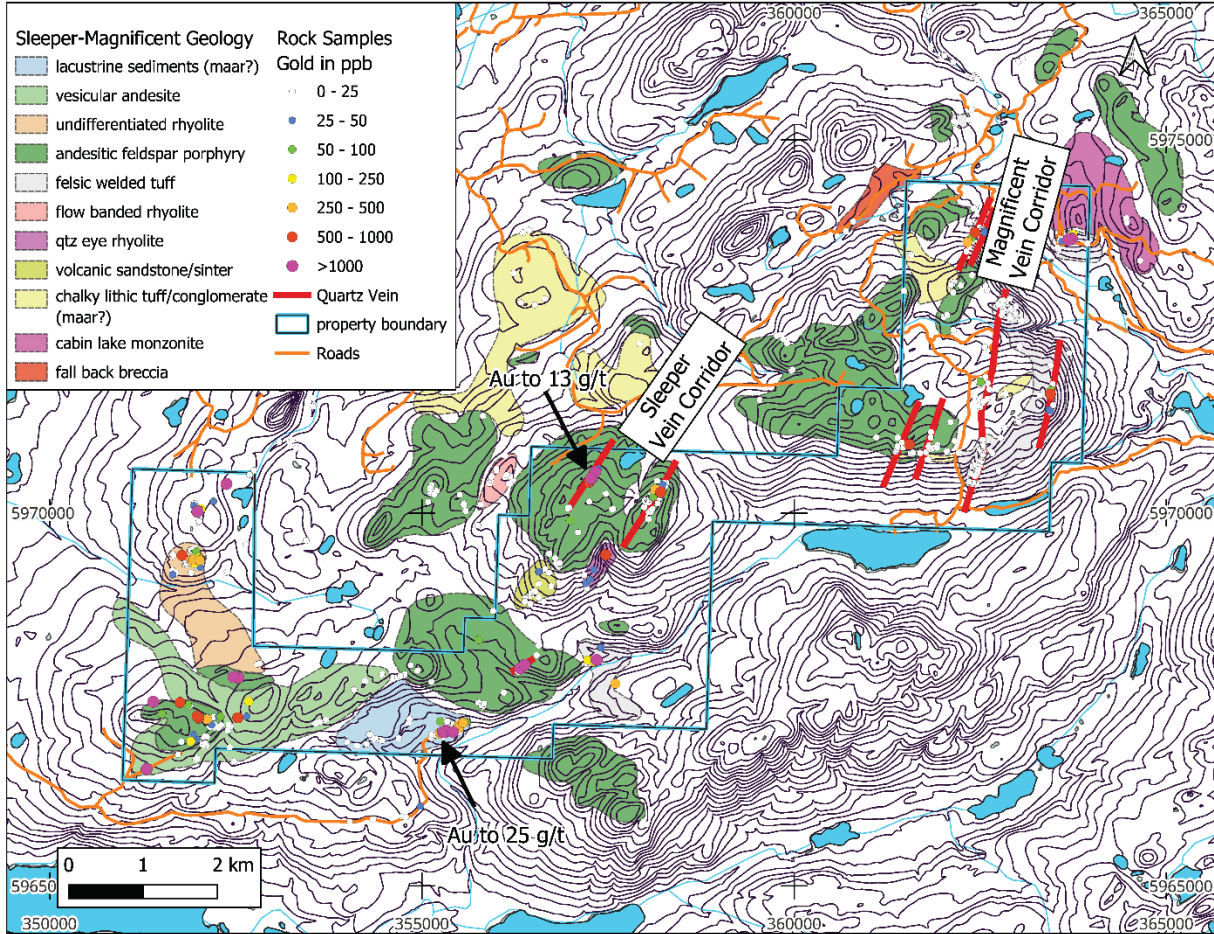 Sleeper-Magnificent Geology
lacustrine sediments (maar?)
vesicular andesite
undifferentiated rhyolite
andesitic feldspar porphyry
felsic welded tuff
flow banded rhyolite
qtz eye rhyolite
volcanic sandstone/sinter
chalky lithic tuff/conglomerate
(maar?)
cabin lake monzonite
fall back breccia
Rock Samples
Gold in ppb
0 - 25
25 - 50
50 - 100
100 - 250
250 - 500
500 - 1000
>1000
Quartz Vein
property boundary
Roads
360000
365000
5975000
Magnificent
Vein Corridor
Au to 13 g/t
Sleeper
Vein Corridor
5970000
5970000
Au to 25 g/t
0 1 2 km
59650
5965000
350000
355000
360000
365000